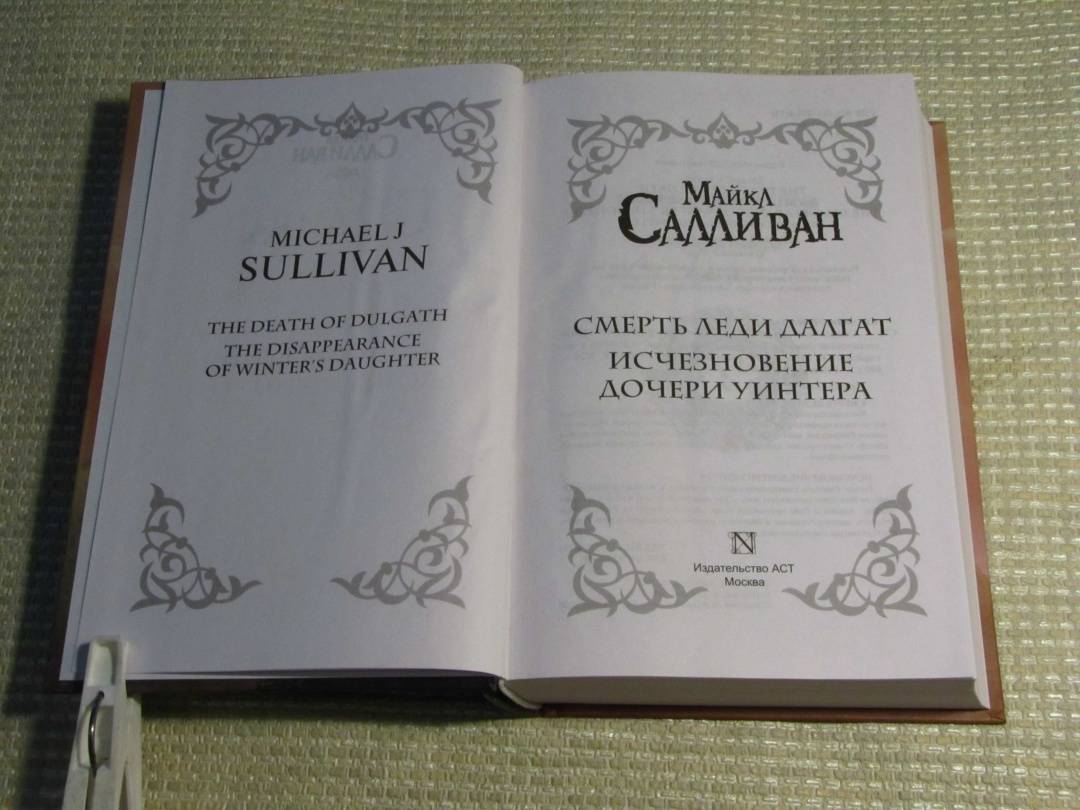 MICHAEL J
SULLIVAN
THE DEATH OF DULGATH
THE DISAPPEARANCE
OF WINTER'S DAUGHTER
МАЙКЛ
САЛЛИВАН
СМЕРТЬ ЛЕДИ ДАЛГАТ
ИСЧЕЗНОВЕНИЕ
ДОЧЕРИ УИНТЕРА
Издательство АСТ
Москва